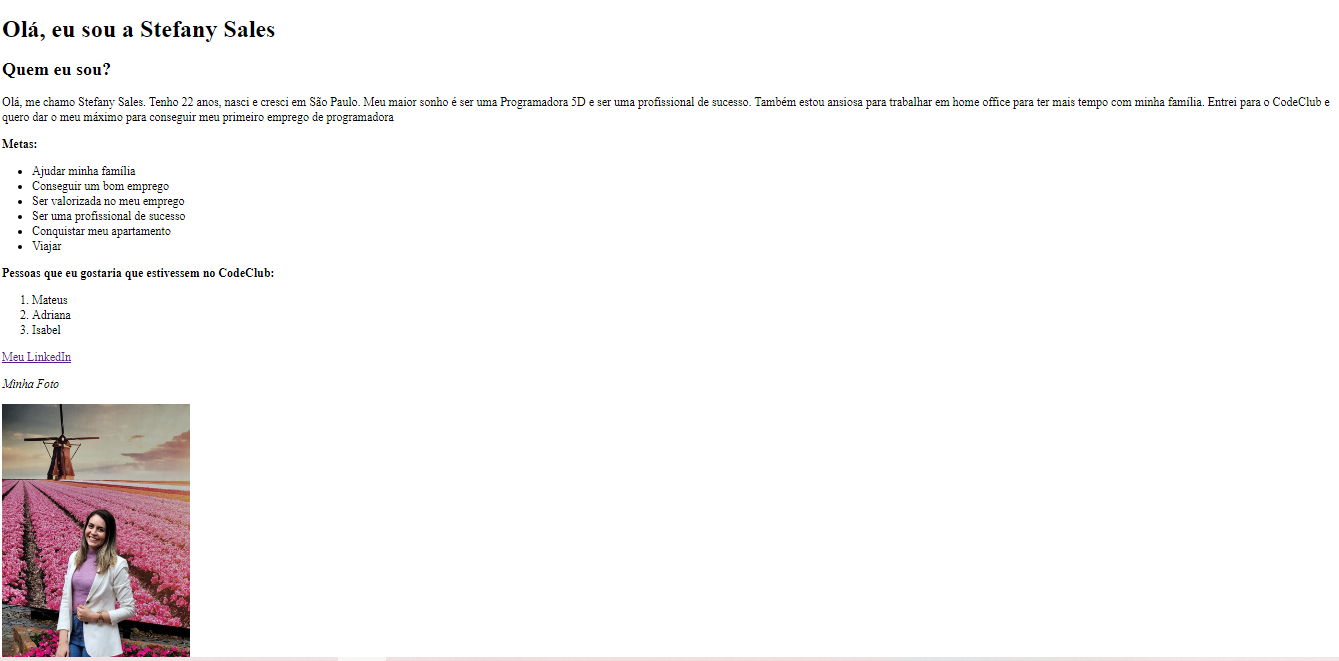 Olá, eu sou a Stefany Sales
Quem eu sou?
Olá, me chamo Stefany Sales. Tenho 22 anos, nasci e cresci em São Paulo. Meu maior sonho é ser uma Programadora 5D e ser uma profissional de sucesso. Também estou ansiosa para trabalhar em home office para ter mais tempo com minha família. Entrei para o CodeClub e
quero dar o meu máximo para conseguir meu primeiro emprego de programadora
Metas:
• Ajudar minha família
• Conseguir um bom emprego
• Ser valorizada no meu emprego
• Ser uma profissional de sucesso
• Conquistar meu apartamento
• Viajar
Pessoas que eu gostaria que estivessem no CodeClub:
1. Mateus
2. Adriana
3. Isabel
Meu LinkedIn
Minha Foto